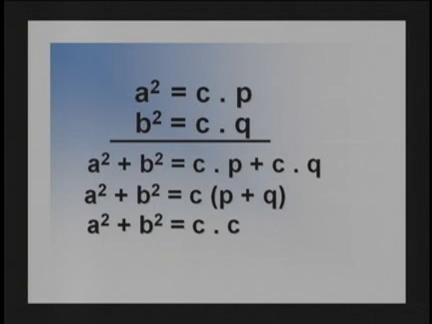 a² = c . p
b² = c . q
a² + b² = c . p + c . q
a² + b² = c (p + q)
a² + b² = c . c